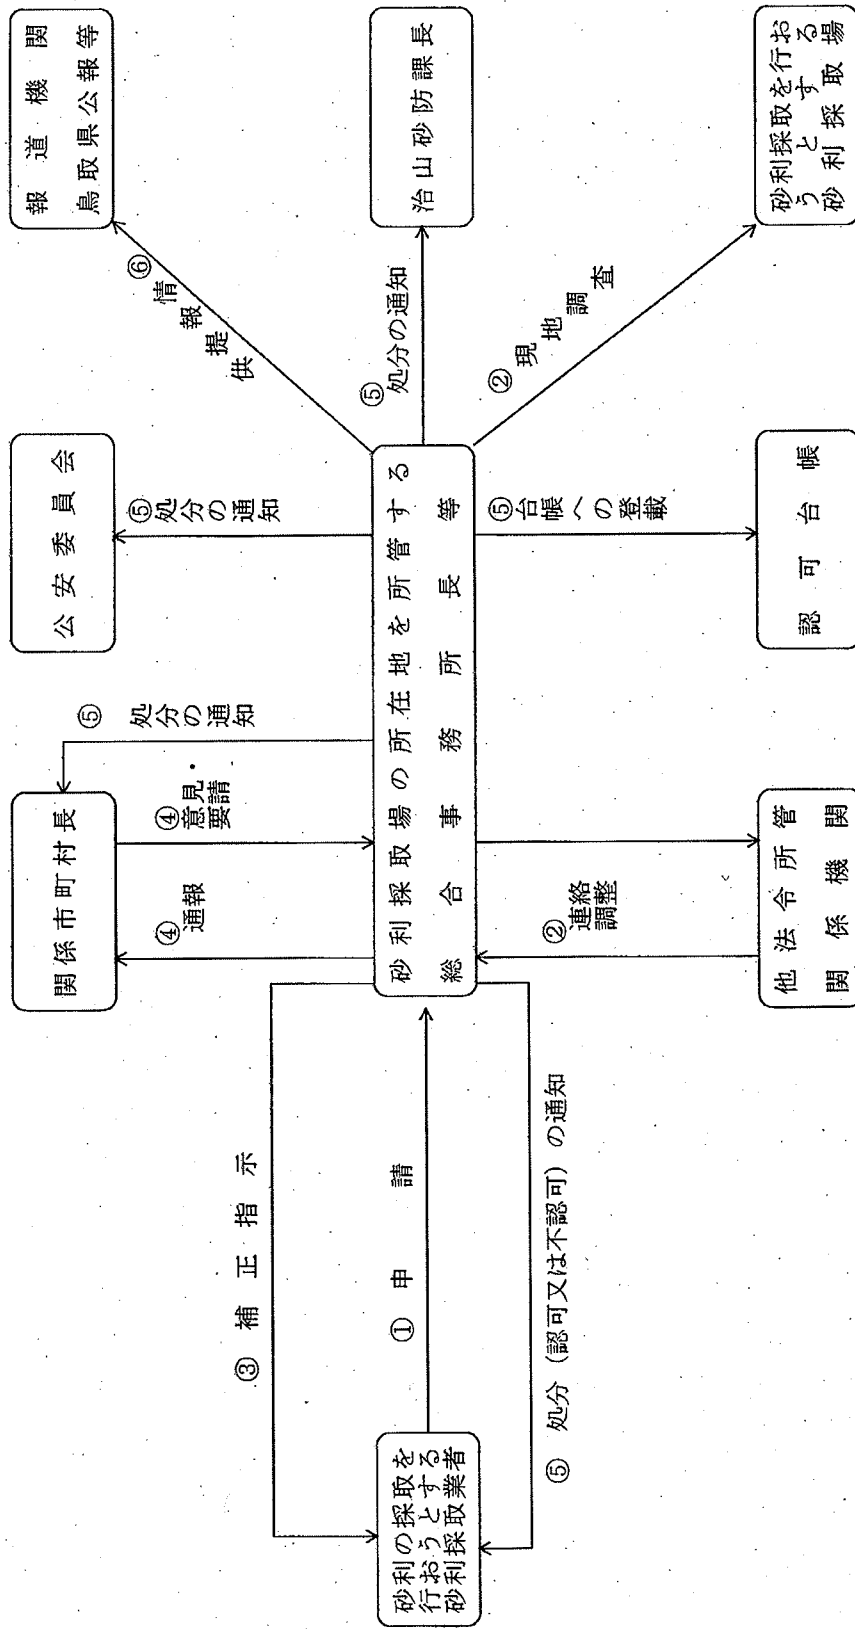 報道機関
鳥取県公報等
⑥情報提供
治山砂防課長
⑤
処分の通知
砂利採取を行お
うとする
砂利採取場
②現地調査
公安委員会
⑤処分の通知
砂利採取場の所在地を所管する
総合事務所長等
⑤台帳への登載
認可台帳
関係市町村長
⑤ 処分の通知
④意見
要請
④通報
②連絡
調整
他法令所管
関係機関
③ 補正指示
① 申請
⑤ 処分(認可又は不認可)の通知
砂利の採取を
行おうとする
砂利採取業者